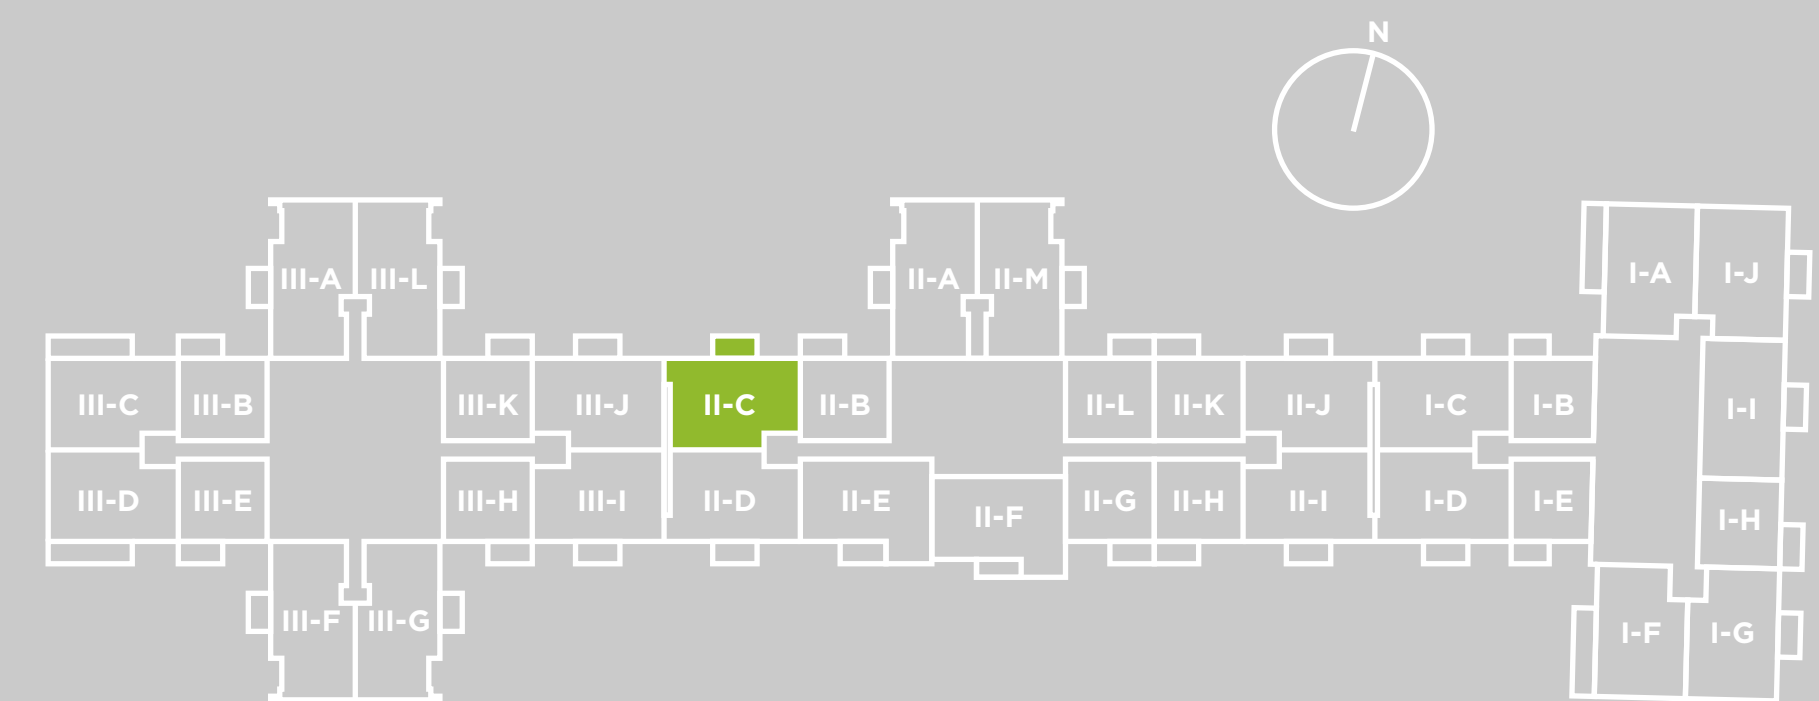 N
I-A I-J
III-A III-L II-A II-M
III-C III-B III-K III-J II-C II-B II-L II-K II-J I-C I-B I-I
III-D III-E III-H III-I II-D II-E II-F II-G II-H II-I I-D I-E I-H
III-F III-G I-F I-G